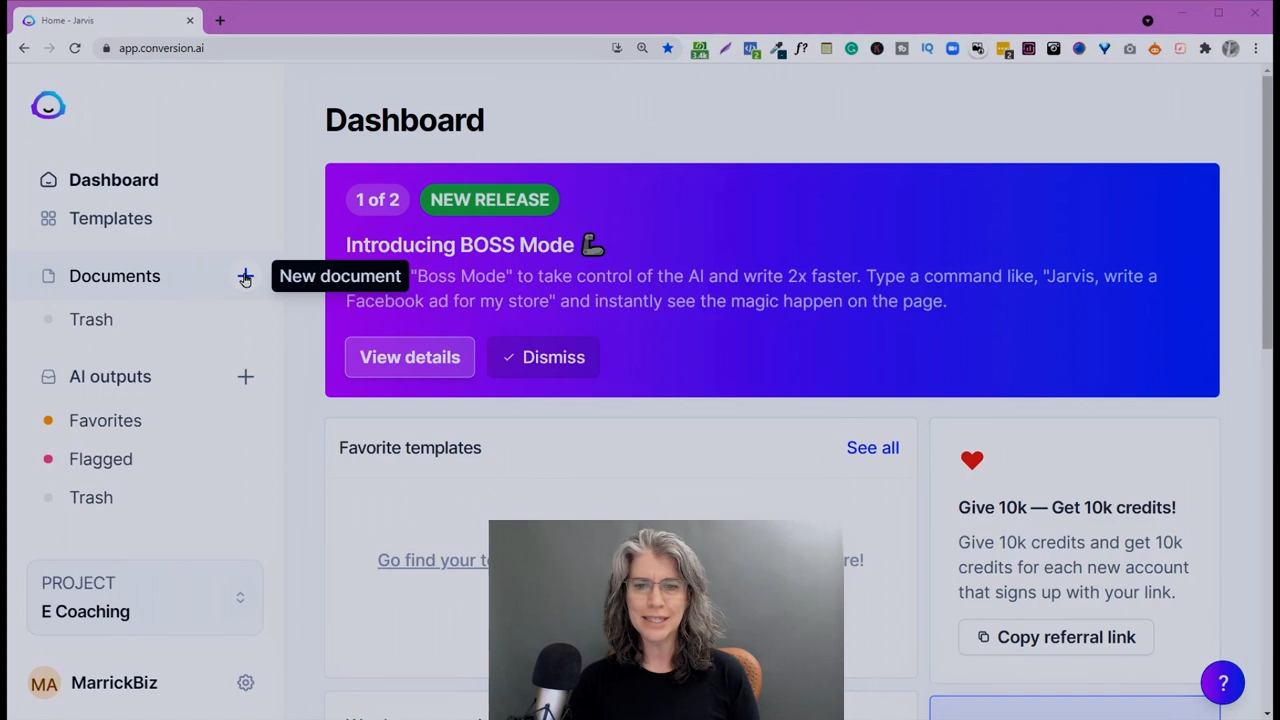 Home - Jarvis
app.conversion.ai
f?
3.4k
2
IQ
2
Dashboard
Templates
Documents
New document
Trash
AI outputs
Favorites
Flagged
Trash
PROJECT
E Coaching
MA
MarrickBiz
Dashboard
1 of 2
NEW RELEASE
Introducing BOSS Mode
"Boss Mode" to take control of the AI and write 2x faster. Type a command like, "Jarvis, write a
Facebook ad for my store" and instantly see the magic happen on the page.
View details
Dismiss
Favorite templates
See all
Go find your
re!
Give 10k — Get 10k credits!
Give 10k credits and get 10k
credits for each new account
that signs up with your link.
Copy referral link
?